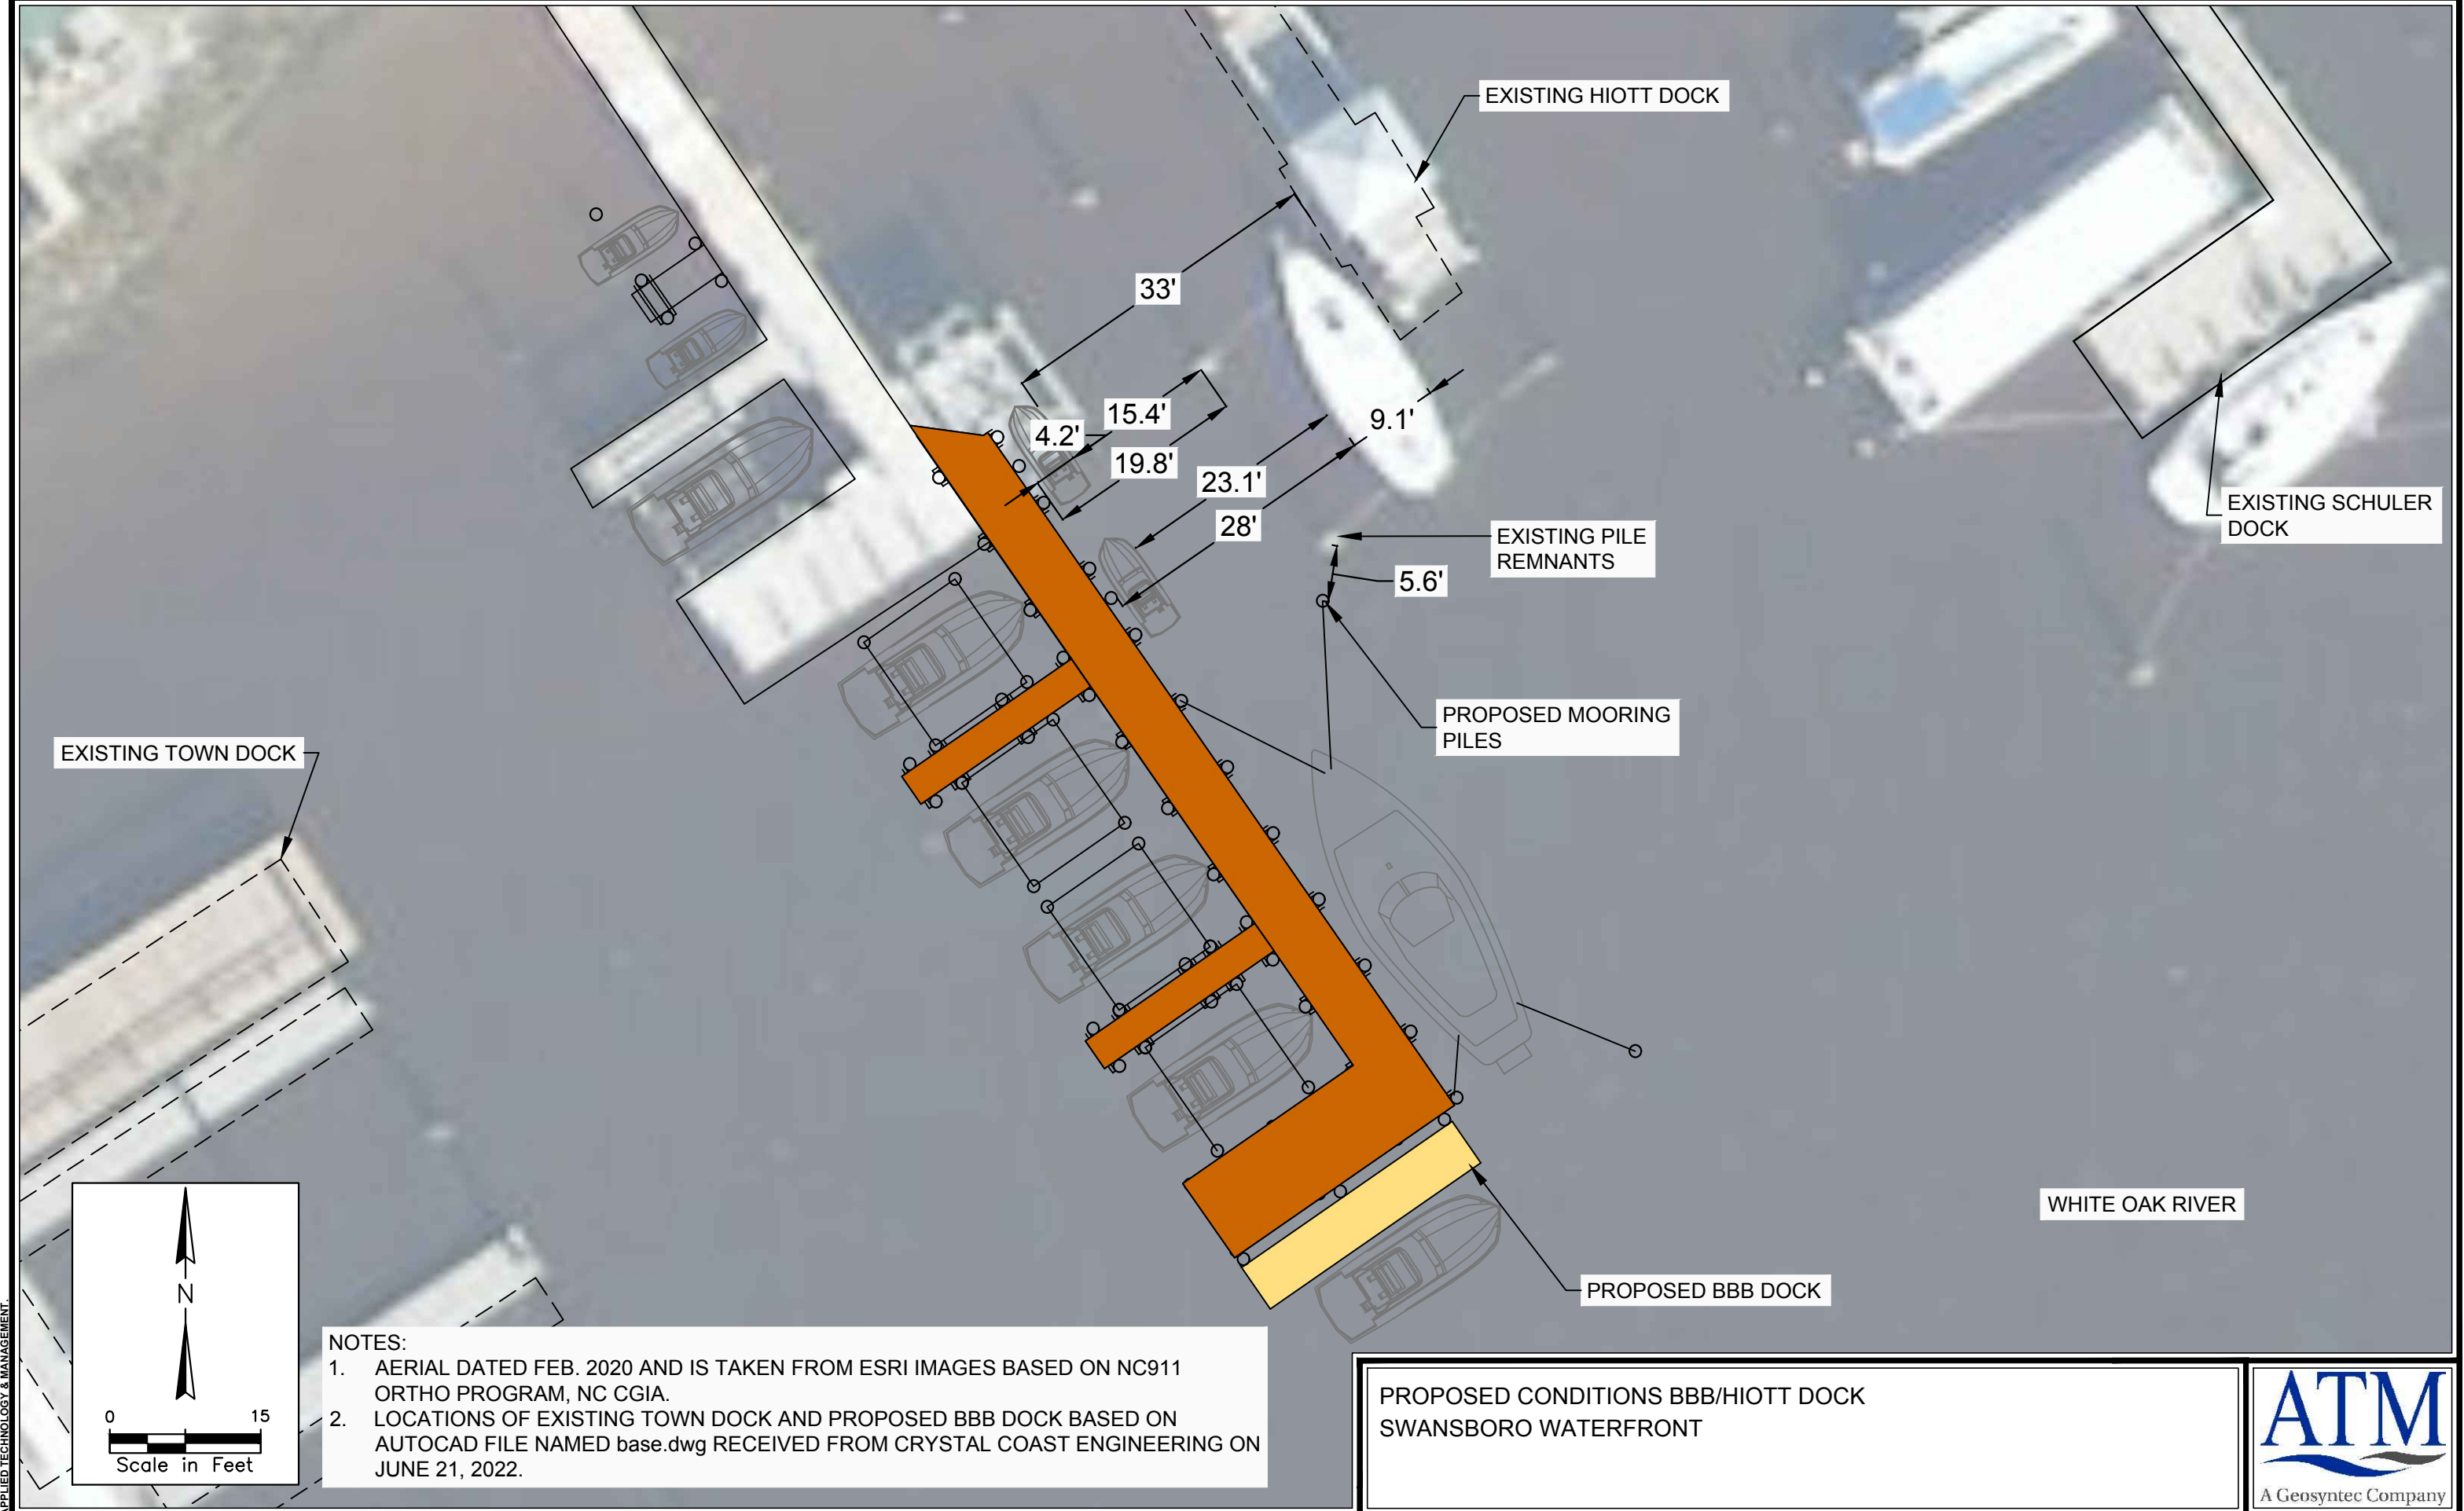 EXISTING HIOTT DOCK
33'
15.4'
4.2'
19.8'
9.1'
23.1'
28'
EXISTING SCHULER
DOCK
EXISTING PILE
REMNANTS
5.6'
PROPOSED MOORING
PILES
EXISTING TOWN DOCK
WHITE OAK RIVER
PROPOSED BBB DOCK
N
0 15
Scale in Feet
NOTES:
1. AERIAL DATED FEB. 2020 AND IS TAKEN FROM ESRI IMAGES BASED ON NC911
ORTHO PROGRAM, NC CGIA.
2. LOCATIONS OF EXISTING TOWN DOCK AND PROPOSED BBB DOCK BASED ON
AUTOCAD FILE NAMED base.dwg RECEIVED FROM CRYSTAL COAST ENGINEERING ON
JUNE 21, 2022.
PROPOSED CONDITIONS BBB/HIOTT DOCK
SWANSBORO WATERFRONT
ATM
A Geosyntec Company
APPLIED TECHNOLOGY & MANAGEMENT.